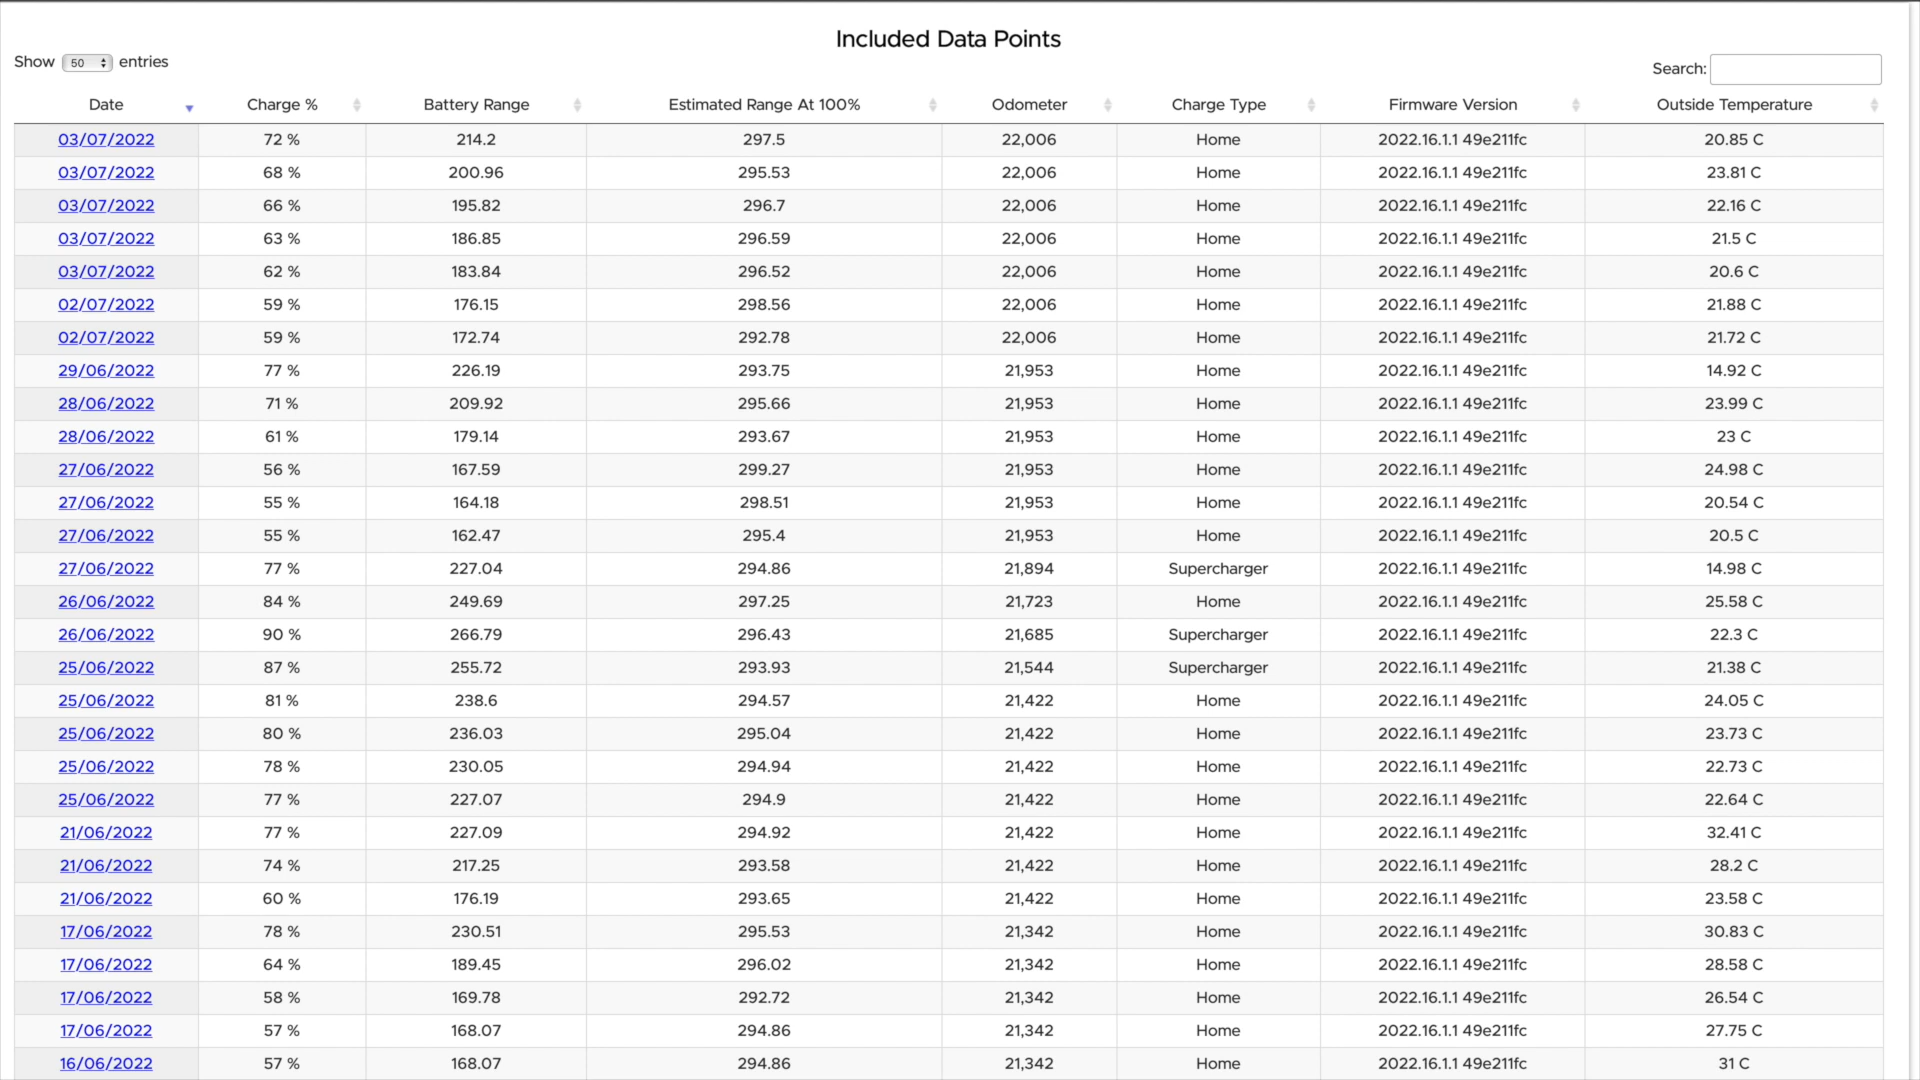 Included Data Points
Show 50 entries
Search:
Date Charge % Battery Range Estimated Range At 100% Odometer Charge Type Firmware Version Outside Temperature
03/07/2022 72 % 214.2 297.5 22,006 Home 2022.16.1.1 49e211fc 20.85 C
03/07/2022 68 % 200.96 295.53 22,006 Home 2022.16.1.1 49e211fc 23.81 C
03/07/2022 66 % 195.82 296.7 22,006 Home 2022.16.1.1 49e211fc 22.16 C
03/07/2022 63 % 186.85 296.59 22,006 Home 2022.16.1.1 49e211fc 21.5 C
03/07/2022 62 % 183.84 296.52 22,006 Home 2022.16.1.1 49e211fc 20.6 C
02/07/2022 59 % 176.15 298.56 22,006 Home 2022.16.1.1 49e211fc 21.88 C
02/07/2022 59 % 172.74 292.78 22,006 Home 2022.16.1.1 49e211fc 21.72 C
29/06/2022 77 % 226.19 293.75 21,953 Home 2022.16.1.1 49e211fc 14.92 C
28/06/2022 71 % 209.92 295.66 21,953 Home 2022.16.1.1 49e211fc 23.99 C
28/06/2022 61 % 179.14 293.67 21,953 Home 2022.16.1.1 49e211fc 23 C
27/06/2022 56 % 167.59 299.27 21,953 Home 2022.16.1.1 49e211fc 24.98 C
27/06/2022 55 % 164.18 298.51 21,953 Home 2022.16.1.1 49e211fc 20.54 C
27/06/2022 55 % 162.47 295.4 21,953 Home 2022.16.1.1 49e211fc 20.5 C
27/06/2022 77 % 227.04 294.86 21,894 Supercharger 2022.16.1.1 49e211fc 14.98 C
26/06/2022 84 % 249.69 297.25 21,723 Home 2022.16.1.1 49e211fc 25.58 C
26/06/2022 90 % 266.79 296.43 21,685 Supercharger 2022.16.1.1 49e211fc 22.3 C
25/06/2022 87 % 255.72 293.93 21,544 Supercharger 2022.16.1.1 49e211fc 21.38 C
25/06/2022 81 % 238.6 294.57 21,422 Home 2022.16.1.1 49e211fc 24.05 C
25/06/2022 80 % 236.03 295.04 21,422 Home 2022.16.1.1 49e211fc 23.73 C
25/06/2022 78 % 230.05 294.94 21,422 Home 2022.16.1.1 49e211fc 22.73 C
25/06/2022 77 % 227.07 294.9 21,422 Home 2022.16.1.1 49e211fc 22.64 C
21/06/2022 77 % 227.09 294.92 21,422 Home 2022.16.1.1 49e211fc 32.41 C
21/06/2022 74 % 217.25 293.58 21,422 Home 2022.16.1.1 49e211fc 28.2 C
21/06/2022 60 % 176.19 293.65 21,422 Home 2022.16.1.1 49e211fc 23.58 C
17/06/2022 78 % 230.51 295.53 21,342 Home 2022.16.1.1 49e211fc 30.83 C
17/06/2022 64 % 189.45 296.02 21,342 Home 2022.16.1.1 49e211fc 28.58 C
17/06/2022 58 % 169.78 292.72 21,342 Home 2022.16.1.1 49e211fc 26.54 C
17/06/2022 57 % 168.07 294.86 21,342 Home 2022.16.1.1 49e211fc 27.75 C
16/06/2022 57 % 168.07 294.86 21,342 Home 2022.16.1.1 49e211fc 31 C